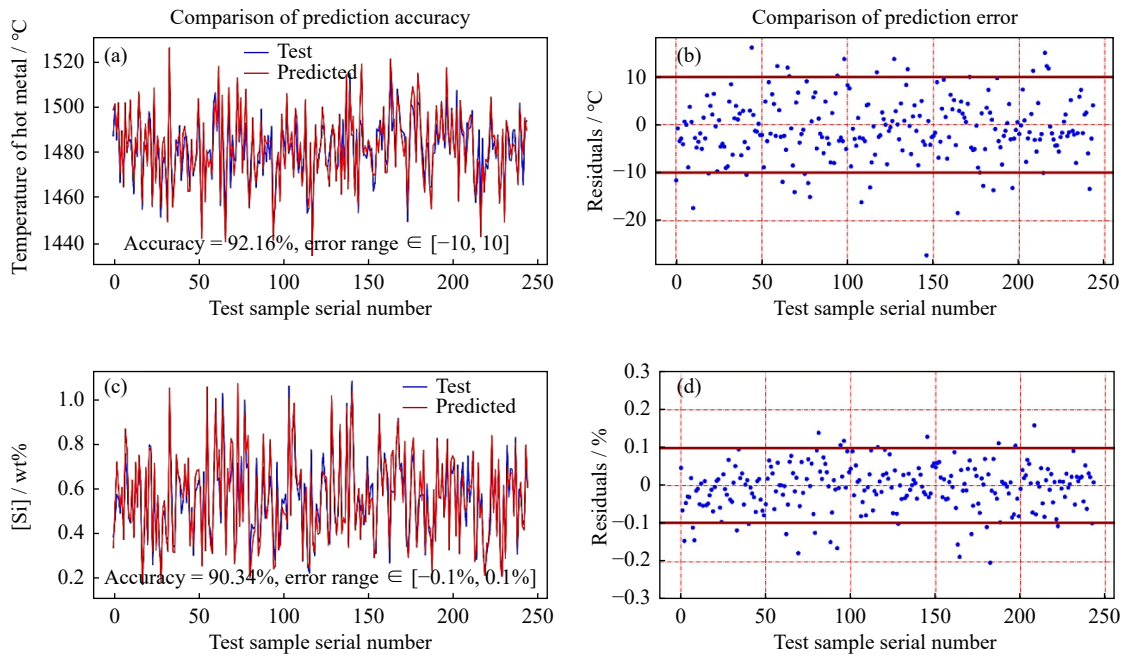 Comparison of prediction accuracy
Temperature of hot metal / °C
1520
1500
1480
1460
1440
(a)
Test
Predicted
Accuracy = 92.16%, error range ∈ [−10, 10]
0 50 100 150 200 250
Test sample serial number
Comparison of prediction error
Residuals / °C
10
0
−10
−20
(b)
0 50 100 150 200 250
Test sample serial number
[Si] / wt%
1.0
0.8
0.6
0.4
0.2
(c)
Test
Predicted
Accuracy = 90.34%, error range ∈ [−0.1%, 0.1%]
0 50 100 150 200 250
Test sample serial number
Residuals / %
0.3
0.2
0.1
0
−0.1
−0.2
−0.3
(d)
0 50 100 150 200 250
Test sample serial number